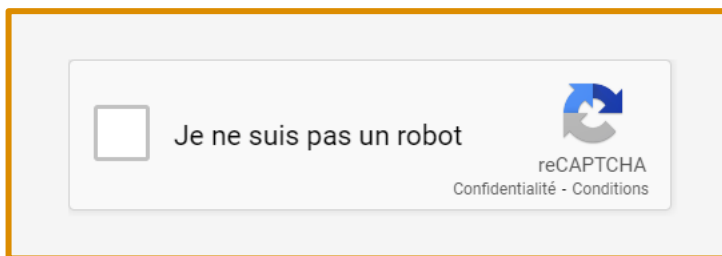 Je ne suis pas un robot
reCAPTCHA
Confidentialité - Conditions